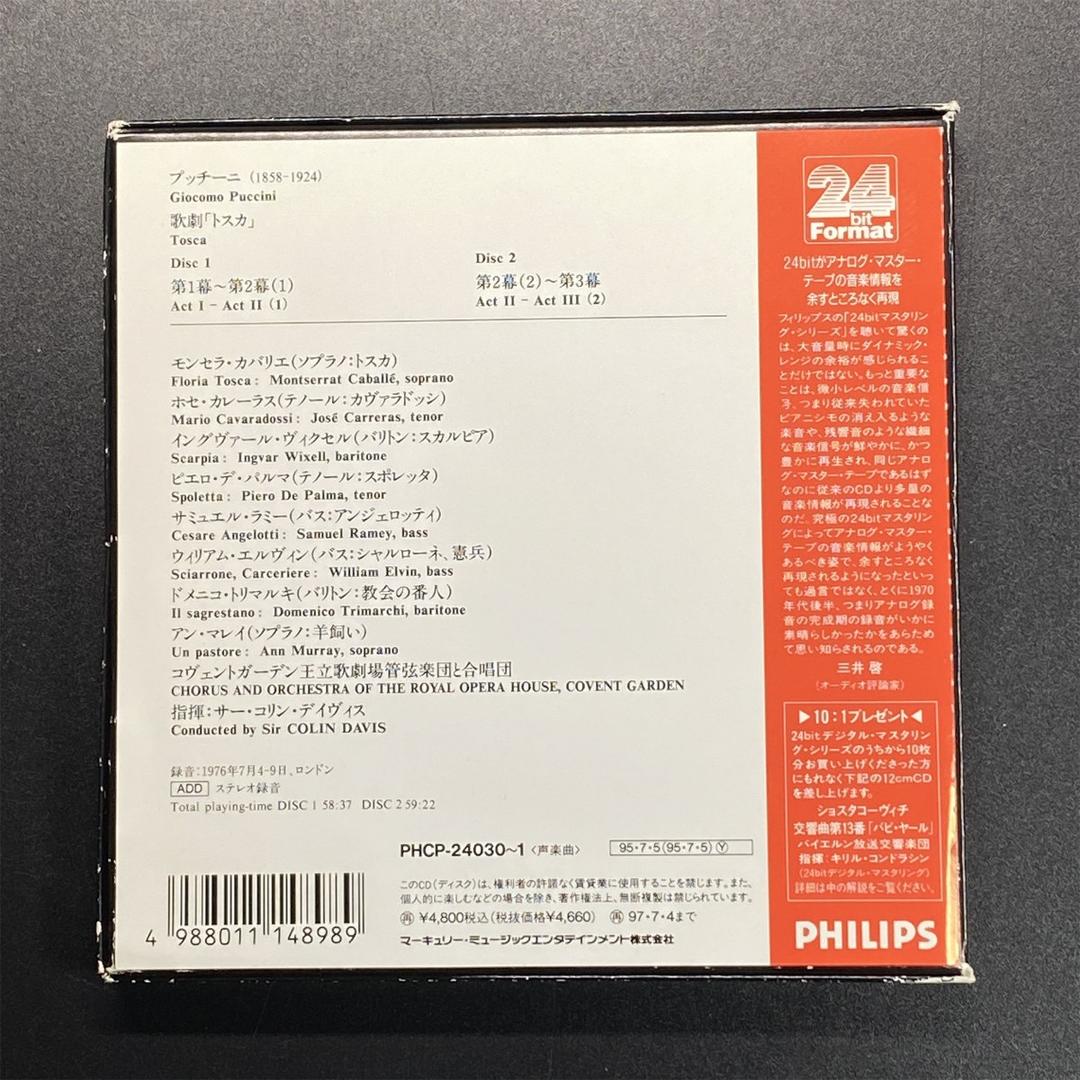 プッチーニ (1858-1924)
Giocomo Puccini
歌劇「トスカ」
Tosca
Disc 1
第1幕～第2幕(1)
Act I – Act II (1)
Disc 2
第2幕(2)～第3幕
Act II – Act III (2)
モンセラ・カバリエ(ソプラノ:トスカ)
Floria Tosca: Montserrat Caballé, soprano
ホセ・カレーラス(テノール:カヴァラドッシ)
Mario Cavaradossi: José Carreras, tenor
イングヴァール・ヴィクセル(バリトン:スカルピア)
Scarpia: Ingvar Wixell, baritone
ピエロ・デ・パルマ(テノール:スポレッタ)
Spoletta: Piero De Palma, tenor
サミュエル・ラミー(バス:アンジェロッティ)
Cesare Angelotti: Samuel Ramey, bass
ウィリアム・エルヴィン(バス:シャルローネ、憲兵)
Sciarrone, Carceriere: William Elvin, bass
ドメニコ・トリマルキ(バリトン:教会の番人)
Il sagrestano: Domenico Trimarchi, baritone
アン・マレイ(ソプラノ:羊飼い)
Un pastore: Ann Murray, soprano
コヴェントガーデン王立歌劇場管弦楽団と合唱団
CHORUS AND ORCHESTRA OF THE ROYAL OPERA HOUSE, COVENT GARDEN
指揮:サー・コリン・デイヴィス
Conducted by Sir COLIN DAVIS
録音:1976年7月4-9日、ロンドン
ADD ステレオ録音
Total playing-time DISC 1 58:37 DISC 2 59:22
PHCP-24030～1〈声楽曲〉 95・7・5(95・7・5)Ⓨ
このCD(ディスク)は、権利者の許諾なく賃貸業に使用することを禁じます。また、
個人的に楽しむなどの場合を除き、著作権法上、無断複製は禁じられています。
㊂¥4,800税込(税抜価格¥4,660) ㊂97・7・4まで
マーキュリー・ミュージックエンタテインメント株式会社
4 988011 148989
24
bit
Format
24bitがアナログ・マスター・
テープの音楽情報を
余すところなく再現
フィリップスの「24bitマスタリン
グ・シリーズ」を聴いて驚くの
は、大音量時にダイナミック・
レンジの余裕が感じられるこ
とだけではない。もっと重要な
ことは、微小レベルの音楽信
号、つまり従来失われていた
ピアニシモの消え入るような
楽音や、残響音のような繊細
な音楽信号が鮮やかに、かつ
豊かに再生され、同じアナロ
グ・マスター・テープであるはず
なのに従来のCDより多量の
音楽情報が再現されることな
のだ。究極の24bitマスタリン
グによってアナログ・マスター・
テープの音楽情報がようやく
あるべき姿で、余すところなく
再現されるようになったといっ
ても過言ではなく、とくに1970
年代後半、つまりアナログ録
音の完成期の録音がいかに
素晴らしかったかをあらため
て思い知らされるのである。
三井 啓
(オーディオ評論家)
▶10:1プレゼント◀
24bitデジタル・マスタリン
グ・シリーズのうちから10枚
分お買い上げくださった方
にもれなく下記の12cmCD
を差し上げます。
ショスタコーヴィチ
交響曲第13番「バビ・ヤール」
バイエルン放送交響楽団
指揮:キリル・コンドラシン
(24bitデジタル・マスタリング)
詳細は中の解説をご覧ください。
PHILIPS